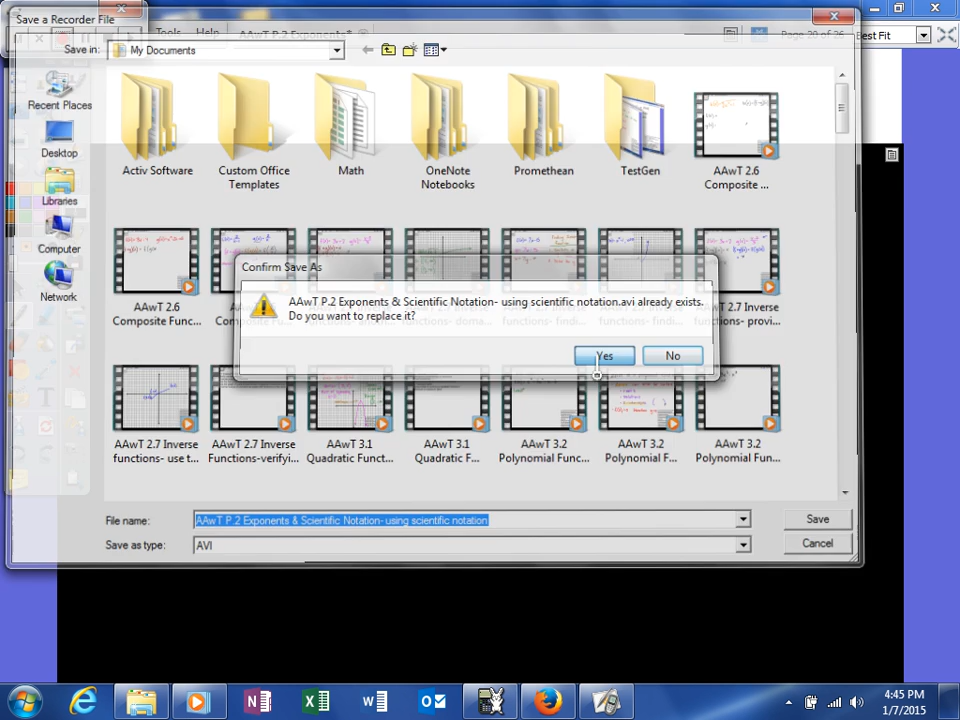 Save a Recorder File
Tools Help AAwT P.2 Exponents*
Page 20 of 26
Best Fit
Save in: My Documents
Recent Places
Desktop
Libraries
Computer
Network
Activ Software
Custom Office
Templates
Math
OneNote
Notebooks
Promethean
TestGen
AAwT 2.6
Composite ...
AAwT 2.6
Composite Func...
Inverse
functions- provi...
Confirm Save As
AAwT P.2 Exponents & Scientific Notation- using scientific notation.avi already exists.
Do you want to replace it?
Yes No
AAwT 2.7 Inverse
functions- use t...
AAwT 2.7 Inverse
Functions-verifyi...
AAwT 3.1
Quadratic Funct...
AAwT 3.1
Quadratic F...
AAwT 3.2
Polynomial Func...
AAwT 3.2
Polynomial F...
AAwT 3.2
Polynomial Fun...
File name: AAwT P.2 Exponents & Scientific Notation- using scientific notation
Save
Save as type: AVI
Cancel
4:45 PM
1/7/2015